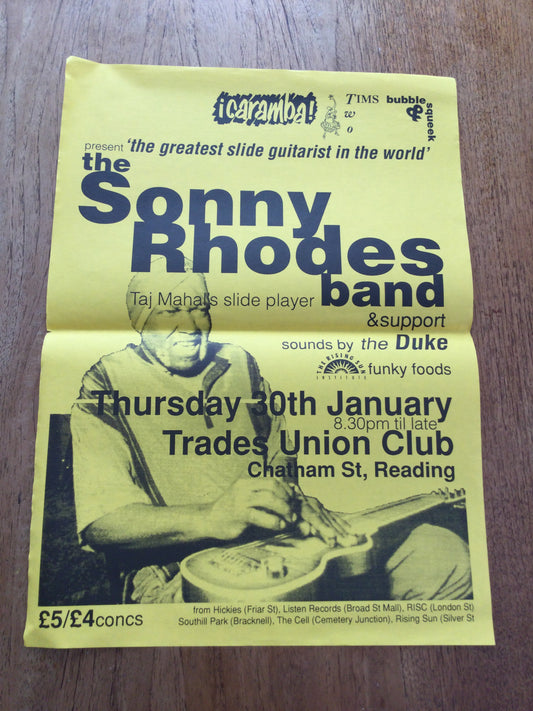 ¡caramba!
TIMS
Two
bubble
squeek
present 'the greatest slide guitarist in the world'
the
Sonny
Rhodes
Taj Mahal's slide player band
&support
sounds by the Duke
THE RISING SUN
INSTITUTE
funky foods
Thursday 30th January
8.30pm til late
Trades Union Club
Chatham St, Reading
£5/£4concs
from Hickies (Friar St), Listen Records (Broad St Mall), RISC (London St)
Southill Park (Bracknell), The Cell (Cemetery Junction), Rising Sun (Silver St